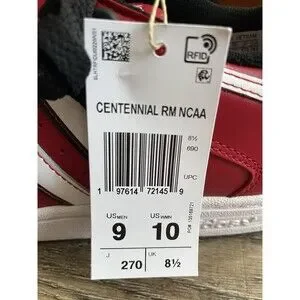 RFID
CENTENNIAL RM NCAA
8½
690
UPC
1 97614 72145 9
US MEN
9
US WMN
10
J
270
UK
8½